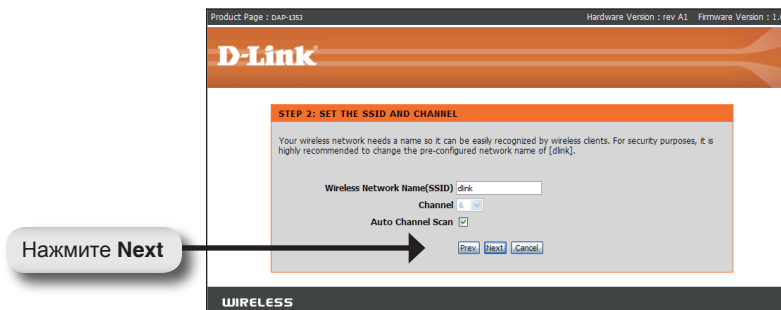 Product Page : DAP-1353 Hardware Version : rev A1 Firmware Version : 1.0
D-Link
STEP 2: SET THE SSID AND CHANNEL
Your wireless network needs a name so it can be easily recognized by wireless clients. For security purposes, it is
highly recommended to change the pre-configured network name of [dlink].
Wireless Network Name(SSID) dlink
Channel 6
Auto Channel Scan
Prev Next Cancel
Нажмите Next
WIRELESS